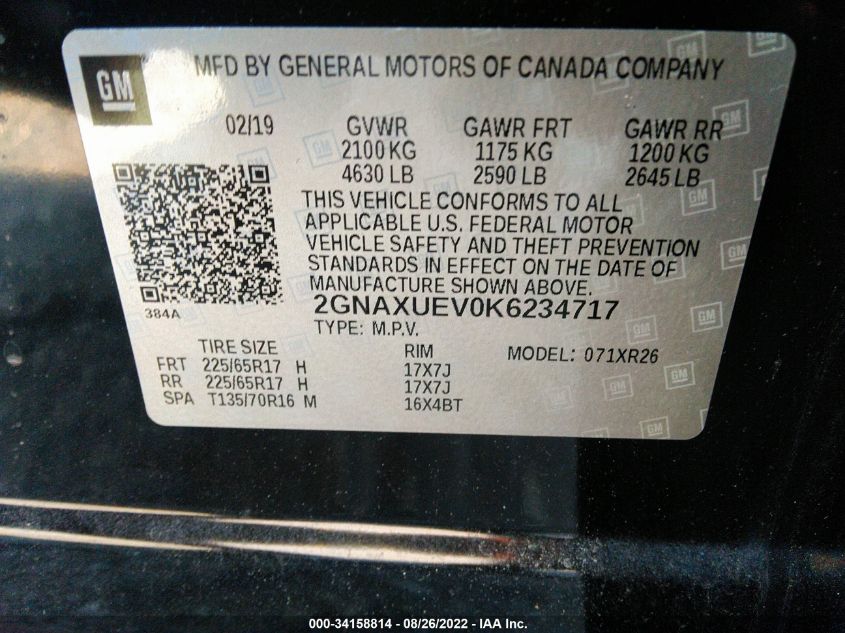 GM
MFD BY GENERAL MOTORS OF CANADA COMPANY
02/19 GVWR GAWR FRT GAWR RR
2100 KG 1175 KG 1200 KG
4630 LB 2590 LB 2645 LB
THIS VEHICLE CONFORMS TO ALL
APPLICABLE U.S. FEDERAL MOTOR
VEHICLE SAFETY AND THEFT PREVENTION
STANDARDS IN EFFECT ON THE DATE OF
MANUFACTURE SHOWN ABOVE.
384A
2GNAXUEV0K6234717
TYPE: M.P.V.
TIRE SIZE RIM MODEL: 071XR26
FRT 225/65R17 H 17X7J
RR 225/65R17 H 17X7J
SPA T135/70R16 M 16X4BT
000-34158814 - 08/26/2022 - IAA Inc.